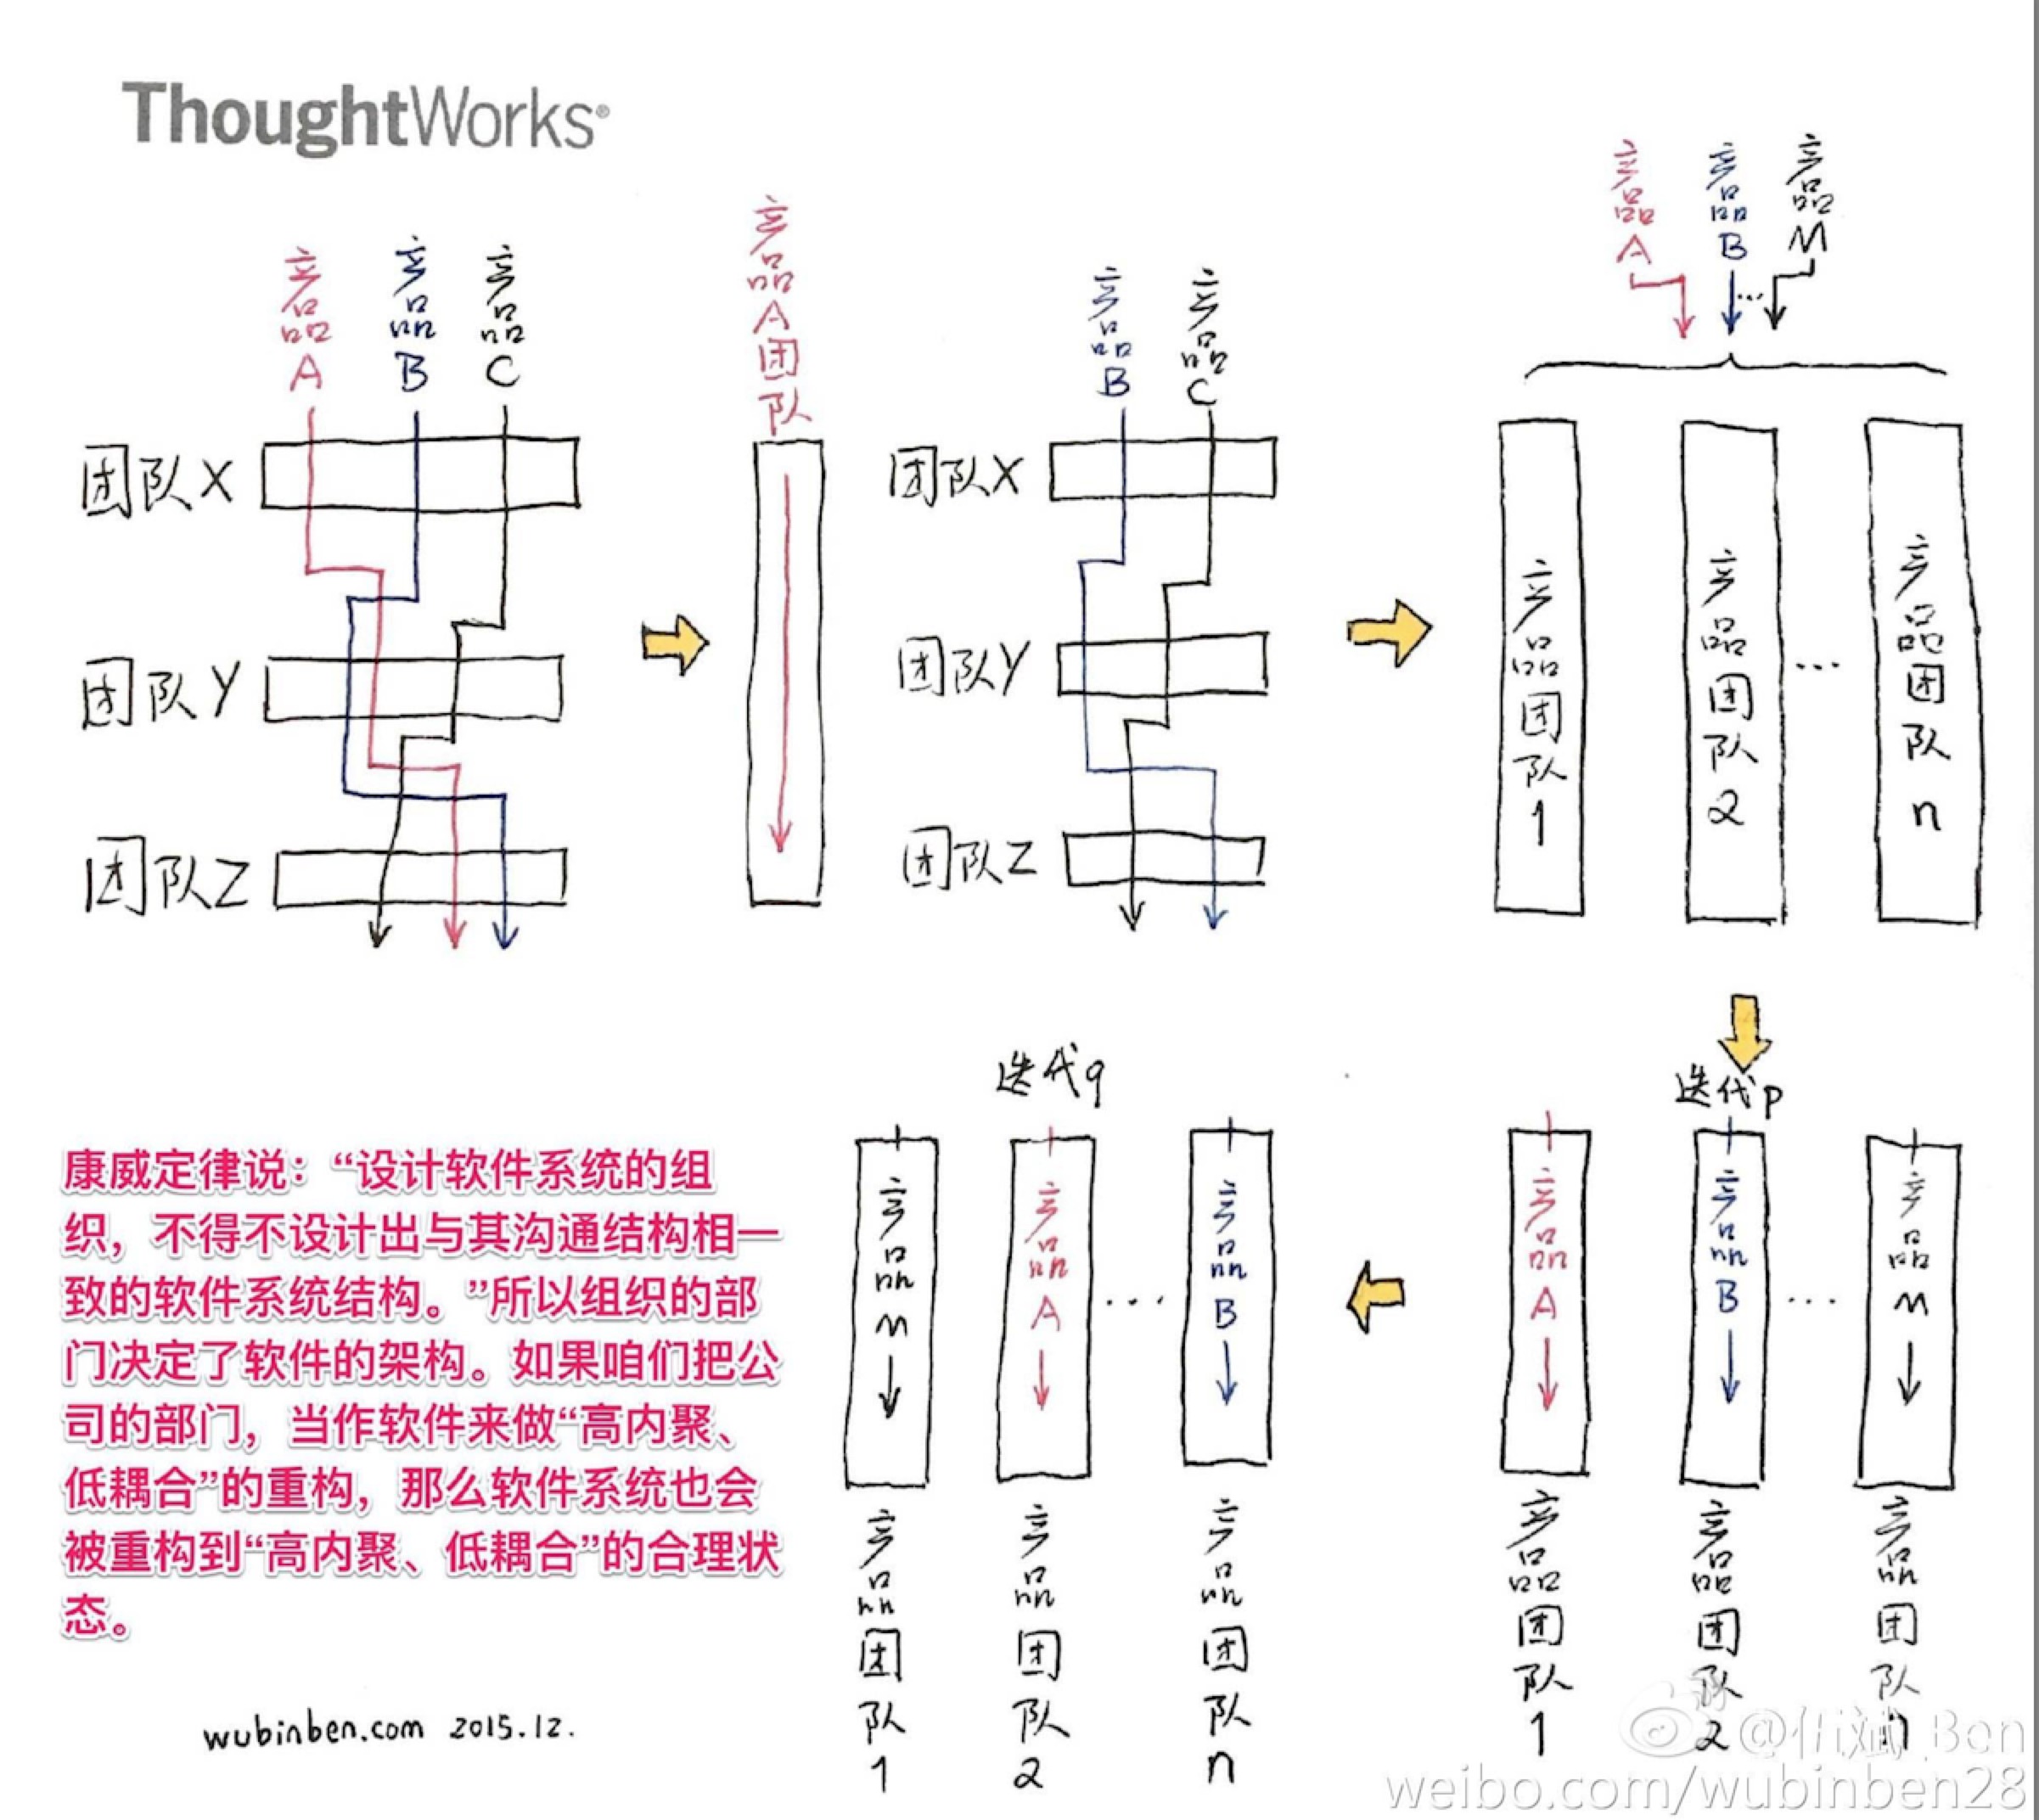 ThoughtWorks®
产品A
产品B
产品C
团队X
团队Y
团队Z
产品A团队
产品B
产品C
团队X
团队Y
团队Z
产品A
产品B
...
产品M
产品团队1
产品团队2
...
产品团队n
迭代p
产品A
产品B
...
产品M
产品团队1
产品团队2
产品团队n
迭代q
产品M
产品A
...
产品B
产品团队1
产品团队2
产品团队n
康威定律说：“设计软件系统的组
织，不得不设计出与其沟通结构相一
致的软件系统结构。”所以组织的部
门决定了软件的架构。如果咱们把公
司的部门，当作软件来做“高内聚、
低耦合”的重构，那么软件系统也会
被重构到“高内聚、低耦合”的合理状
态。
wubinben.com 2015.12.
@伍斌_Ben
weibo.com/wubinben28